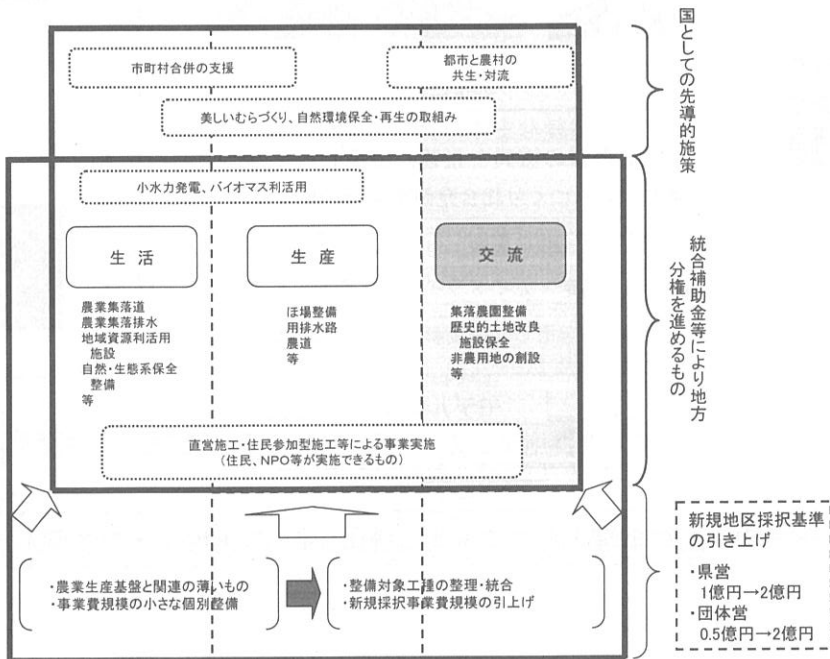 市町村合併の支援
都市と農村の
共生・対流
美しいむらづくり、自然環境保全・再生の取組み
国としての先導的施策
小水力発電、バイオマス利活用
生活
農業集落道
農業集落排水
地域資源利活用
施設
自然・生態系保全
整備
等
生産
ほ場整備
用排水路
農道
等
交流
集落農園整備
歴史的土地改良
施設保全
非農用地の創設
等
統合補助金等により地方
分権を進めるもの
直営施工・住民参加型施工等による事業実施
(住民、NPO等が実施できるもの)
・農業生産基盤と関連の薄いもの
・事業費規模の小さな個別整備
・整備対象工種の整理・統合
・新規採択事業費規模の引上げ
新規地区採択基準
の引き上げ
・県営
1億円→2億円
・団体営
0.5億円→2億円